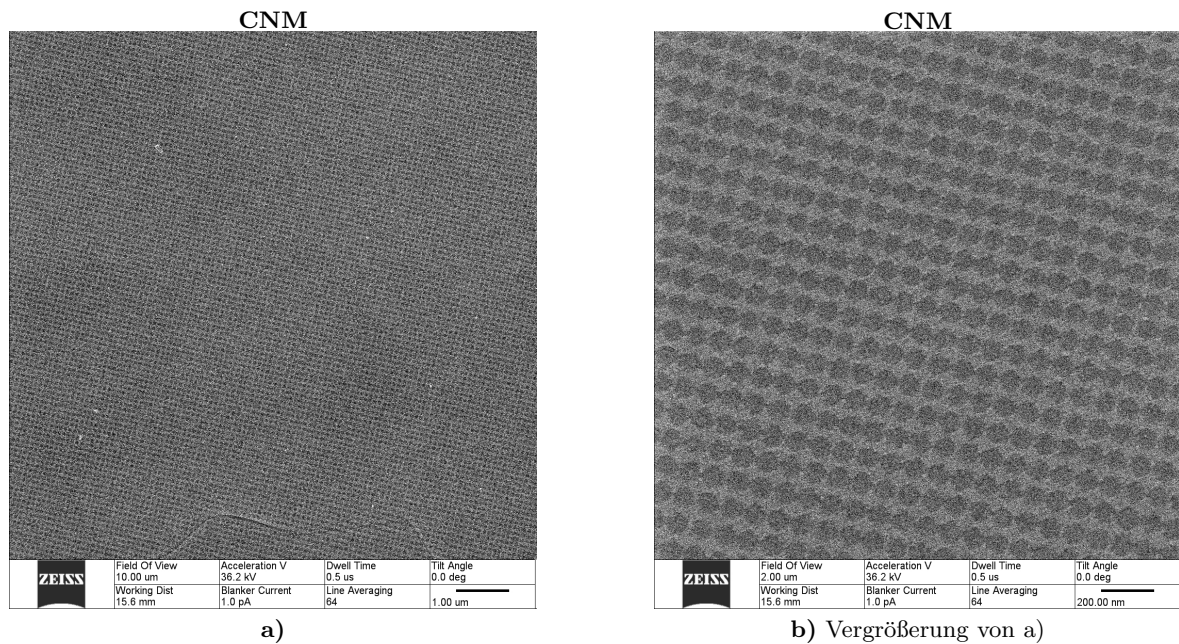 CNM
CNM
ZEISS
Field Of View
10.00 um
Acceleration V
36.2 kV
Dwell Time
0.5 us
Tilt Angle
0.0 deg
Working Dist
15.6 mm
Blanker Current
1.0 pA
Line Averaging
64
1.00 um
ZEISS
Field Of View
2.00 um
Acceleration V
36.2 kV
Dwell Time
0.5 us
Tilt Angle
0.0 deg
Working Dist
15.6 mm
Blanker Current
1.0 pA
Line Averaging
64
200.00 nm
a)
b) Vergrößerung von a)